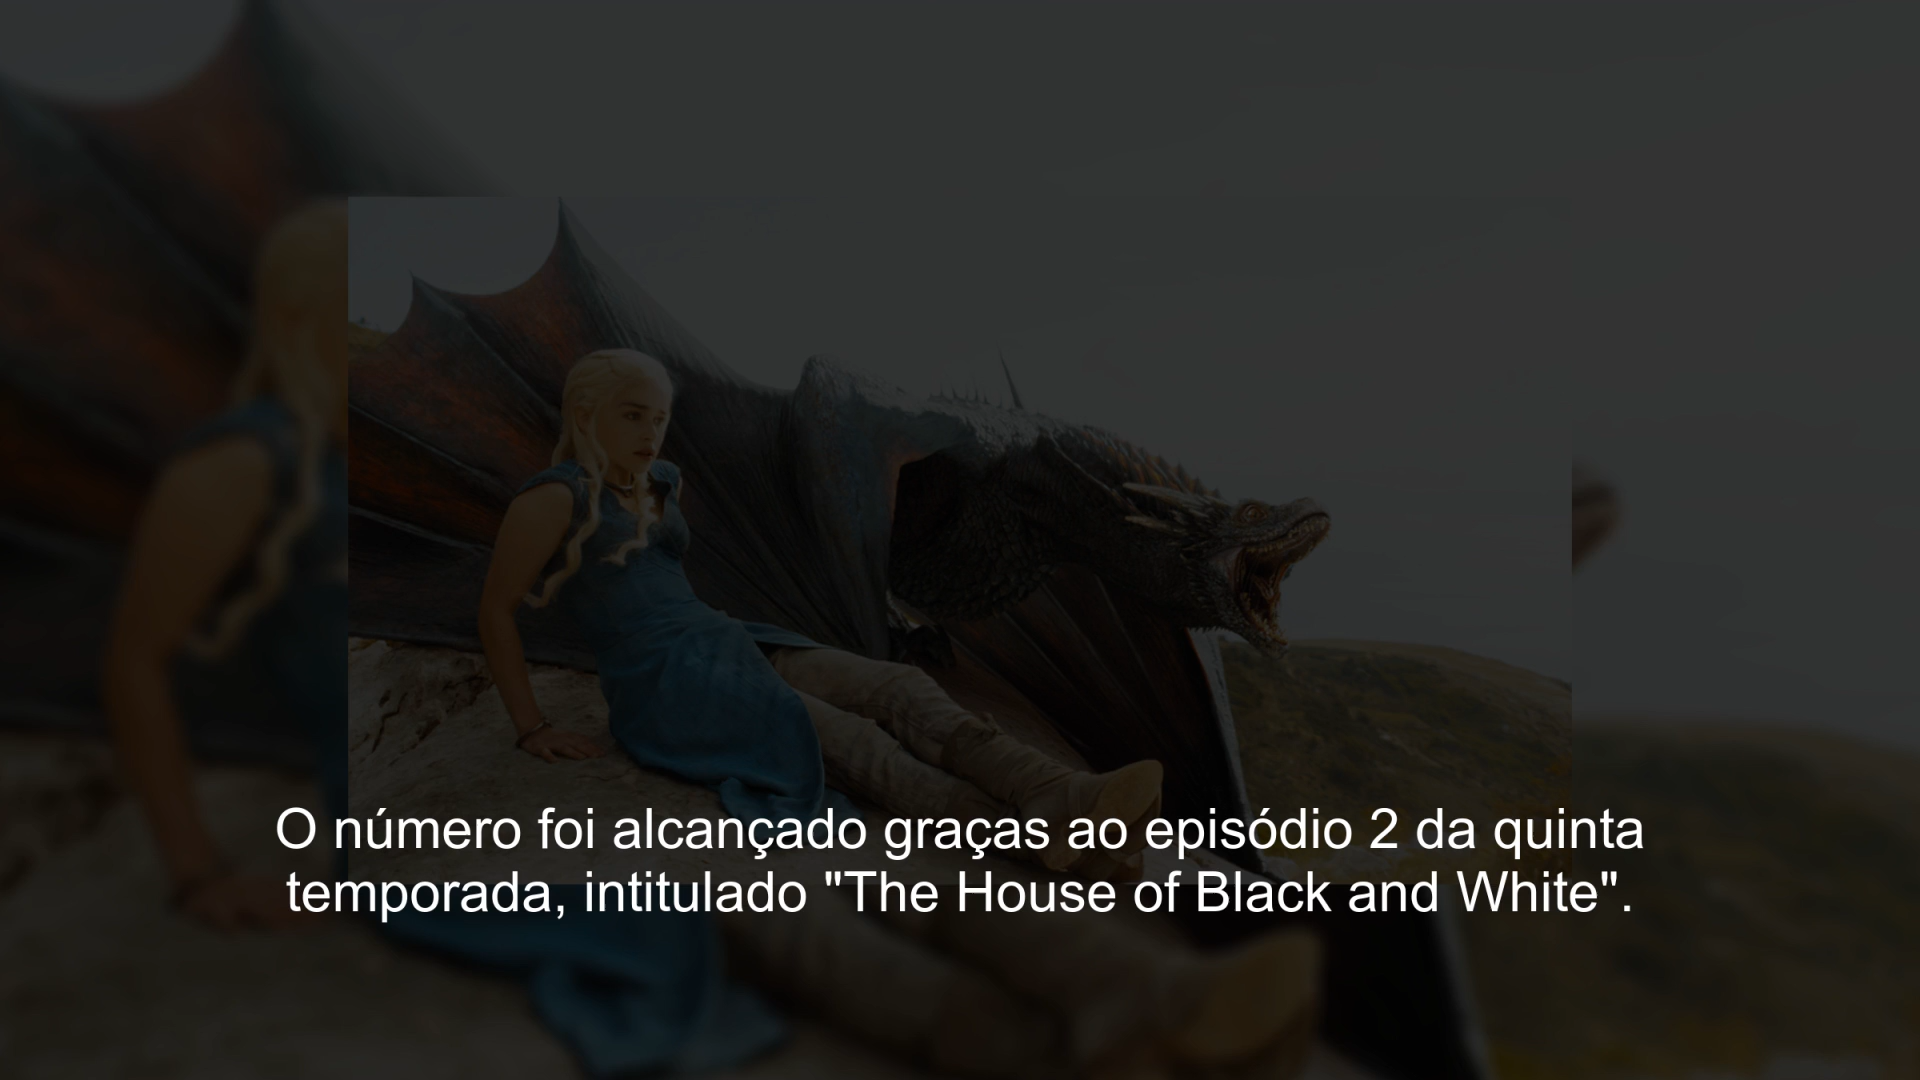 O número foi alcançado graças ao episódio 2 da quinta
temporada, intitulado "The House of Black and White".